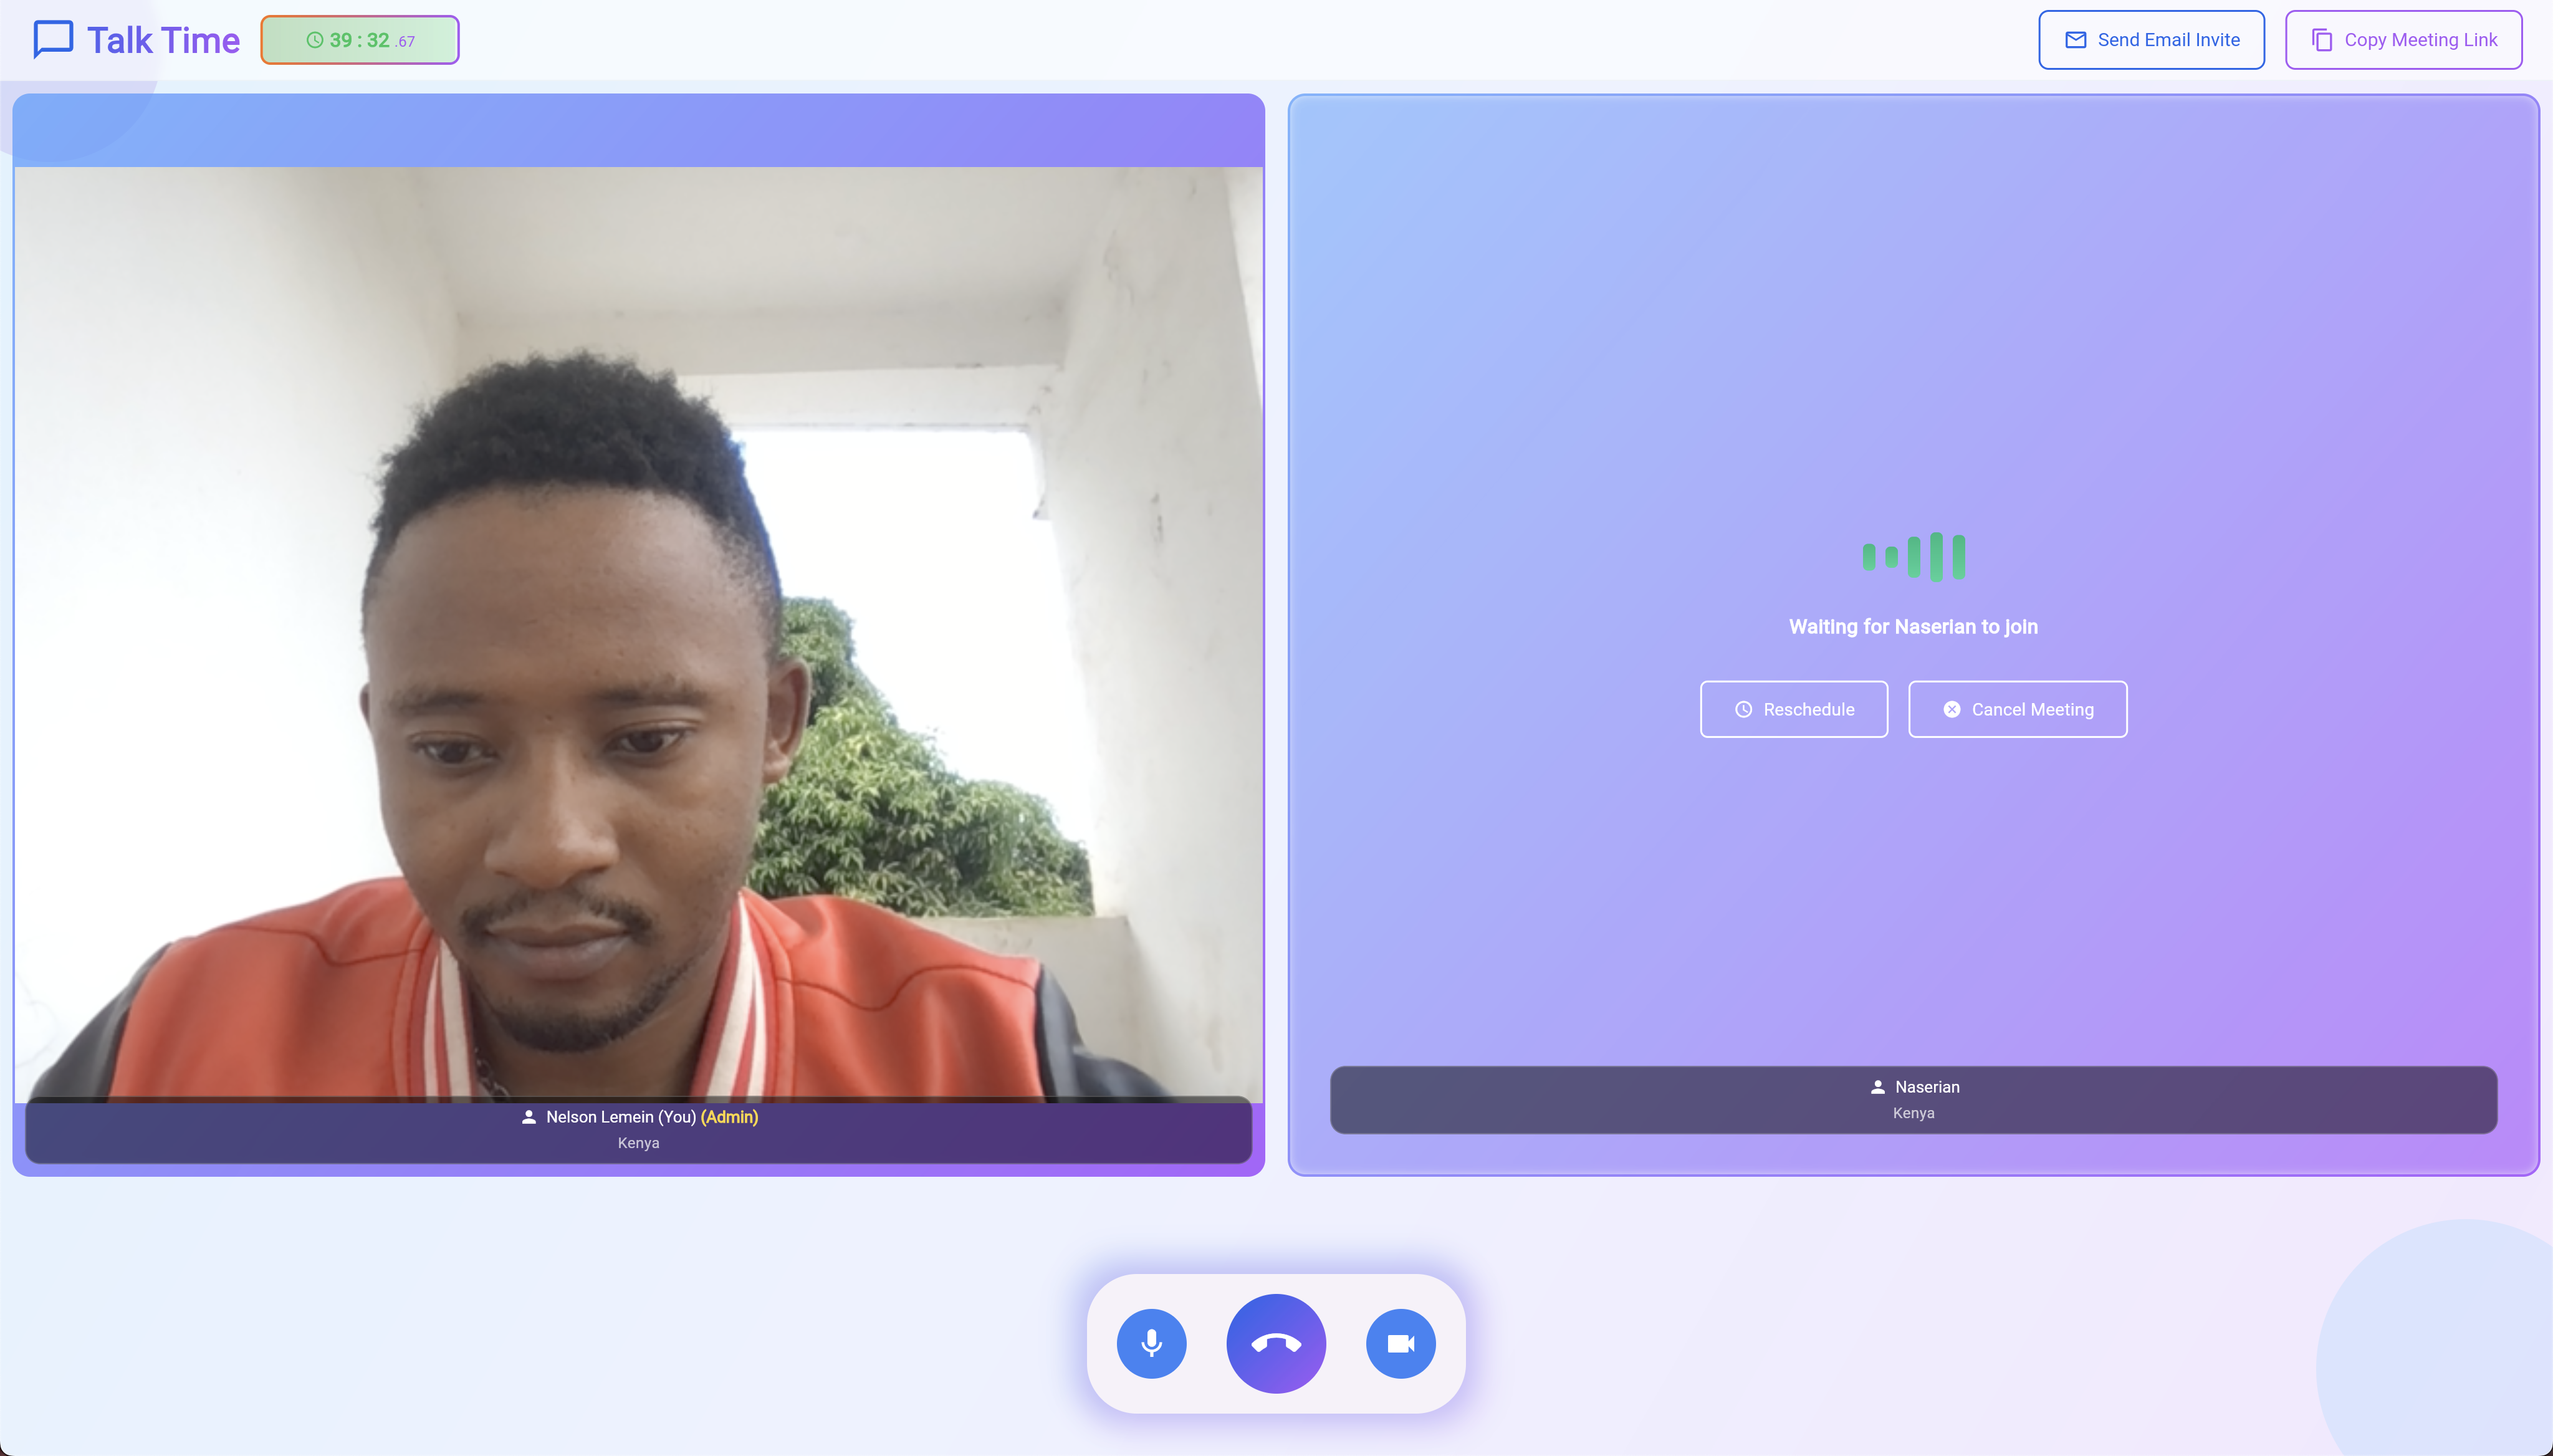 Talk Time
39 : 32 .67
Send Email Invite
Copy Meeting Link
Waiting for Naserian to join
Reschedule
Cancel Meeting
Nelson Lemein (You) (Admin)
Kenya
Naserian
Kenya